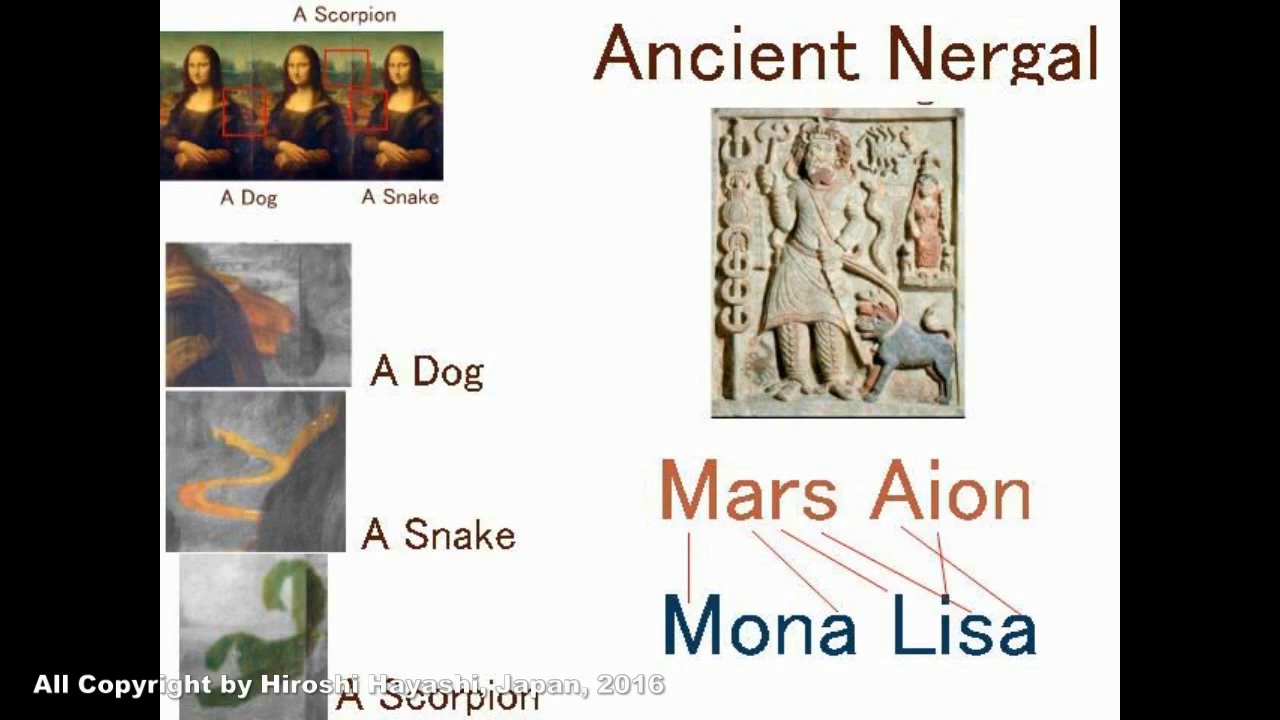 A Scorpion
A Dog
A Snake
A Dog
A Snake
A Scorpion
Ancient Nergal
Mars Aion
Mona Lisa
All Copyright by Hiroshi Hayashi, Japan, 2016